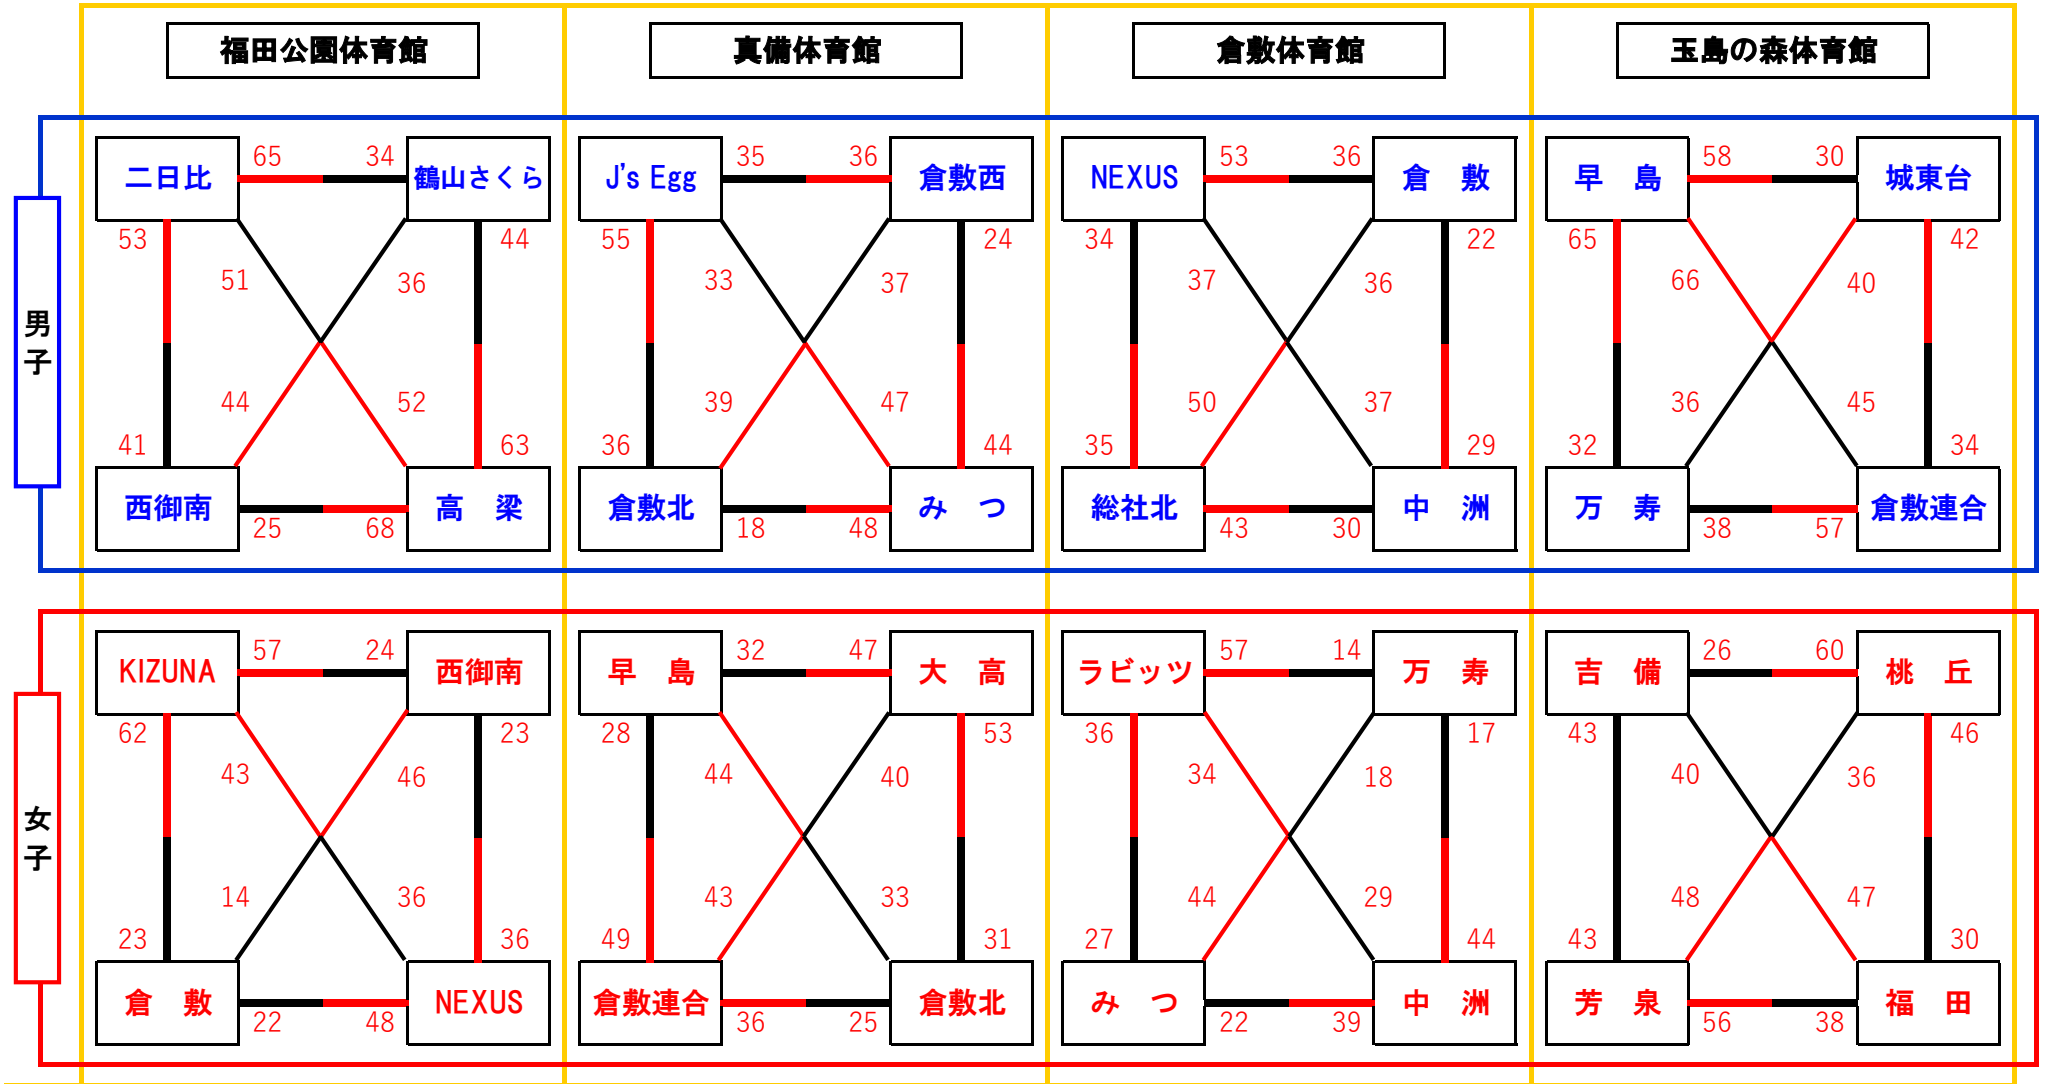 福田公園体育館 真備体育館 倉敷体育館 玉島の森体育館
男子
二日比 65 34 鶴山さくら J's Egg 35 36 倉敷西 NEXUS 53 36 倉 敷 早 島 58 30 城東台
53 44 55 24 34 22 65 42
51 36 33 37 37 36 66 40
44 52 39 47 50 37 36 45
41 63 36 44 35 29 32 34
西御南 25 68 高 梁 倉敷北 18 48 み つ 総社北 43 30 中 洲 万 寿 38 57 倉敷連合
女子
KIZUNA 57 24 西御南 早 島 32 47 大 高 ラビッツ 57 14 万 寿 吉 備 26 60 桃 丘
62 23 28 53 36 17 43 46
43 46 44 40 34 18 40 36
14 36 43 33 44 29 48 47
23 36 49 31 27 44 43 30
倉 敷 22 48 NEXUS 倉敷連合 36 25 倉敷北 み つ 22 39 中 洲 芳 泉 56 38 福 田